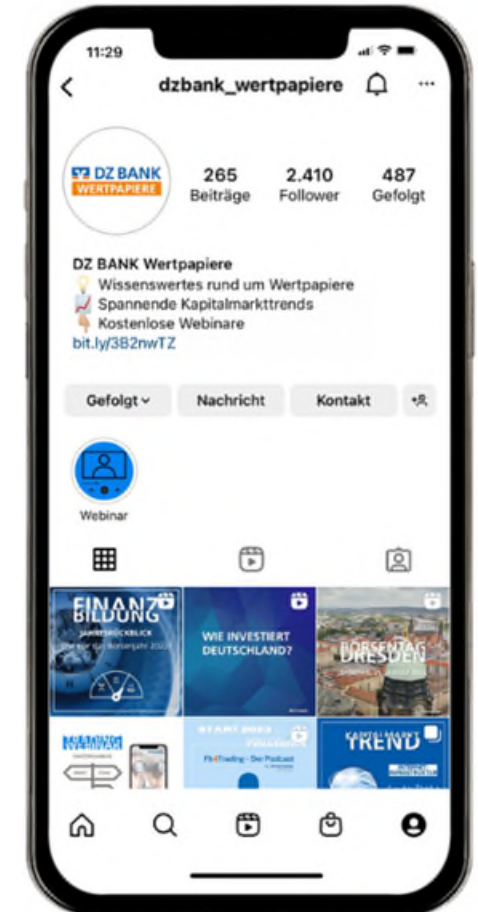 11:29
dzbank_wertpapiere
DZ BANK
WERTPAPIERE
265
2.410
487
Beiträge
Follower
Gefolgt
DZ BANK Wertpapiere
Wissenswertes rund um Wertpapiere
Spannende Kapitalmarkttrends
Kostenlose Webinare
bit.ly/3B2nwTZ
Gefolgt
Nachricht
Kontakt
Webinar
FINANZ
BILDUNG
WIE INVESTIERT
DEUTSCHLAND?
BÖRSENTAG
DRESDEN
TRADING
WEBINAR
START 2023
Der Podcast
KAPITALMARKT
TREND